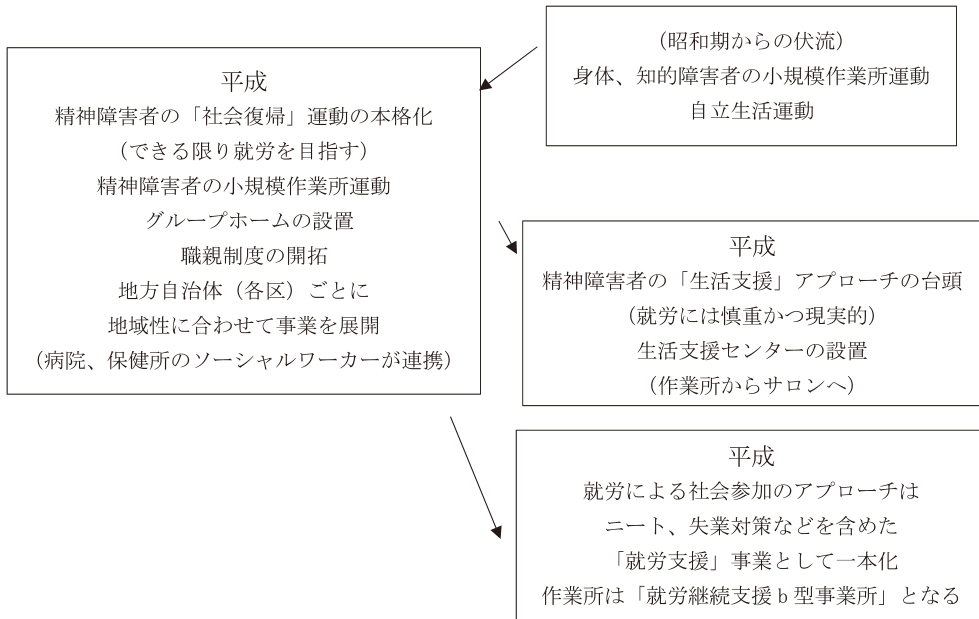 (昭和期からの伏流)
身体、知的障害者の小規模作業所運動
自立生活運動
平成
精神障害者の「社会復帰」運動の本格化
(できる限り就労を目指す)
精神障害者の小規模作業所運動
グループホームの設置
職親制度の開拓
地方自治体(各区)ごとに
地域性に合わせて事業を展開
(病院、保健所のソーシャルワーカーが連携)
平成
精神障害者の「生活支援」アプローチの台頭
(就労には慎重かつ現実的)
生活支援センターの設置
(作業所からサロンへ)
平成
就労による社会参加のアプローチは
ニート、失業対策などを含めた
「就労支援」事業として一本化
作業所は「就労継続支援b型事業所」となる